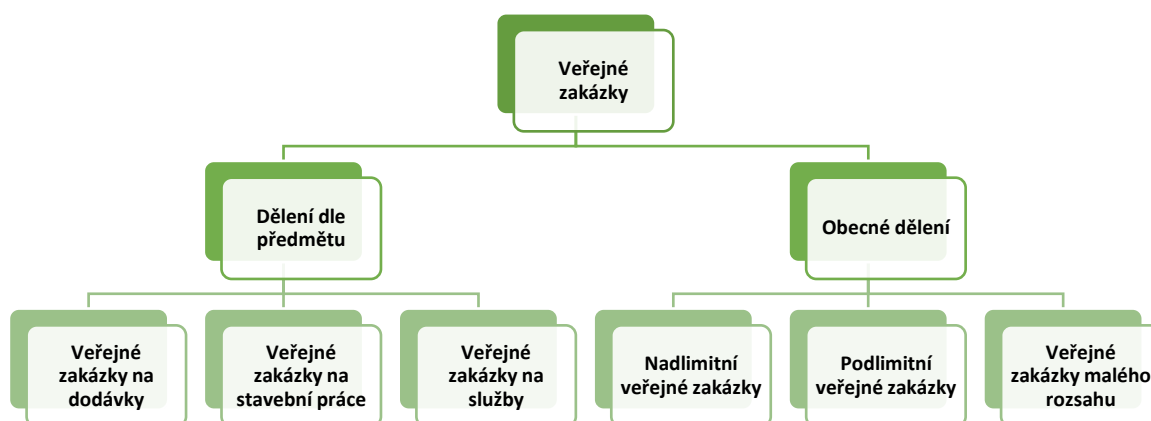 Veřejné
zakázky
Dělení dle
předmětu
Obecné dělení
Veřejné
zakázky na
dodávky
Veřejné
zakázky na
stavební práce
Veřejné
zakázky na
služby
Nadlimitní
veřejné zakázky
Podlimitní
veřejné zakázky
Veřejné
zakázky malého
rozsahu